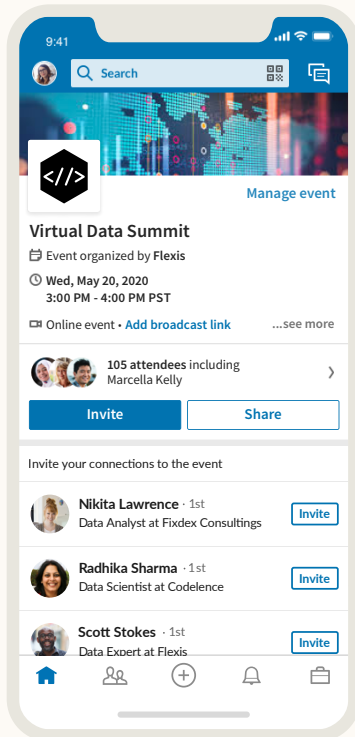 9:41
Search
</>
Manage event
Virtual Data Summit
Event organized by Flexis
Wed, May 20, 2020
3:00 PM - 4:00 PM PST
Online event • Add broadcast link ...see more
105 attendees including
Marcella Kelly
Invite Share
Invite your connections to the event
Nikita Lawrence · 1st
Data Analyst at Fixdex Consultings
Invite
Radhika Sharma · 1st
Data Scientist at Codelence
Invite
Scott Stokes · 1st
Data Expert at Flexis
Invite